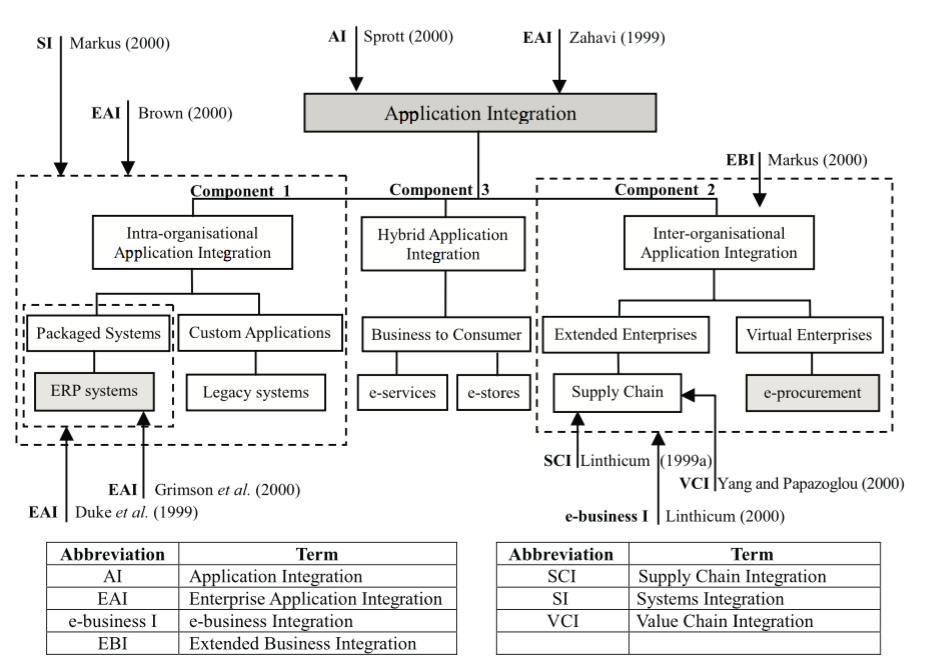 SI Markus (2000)
AI Sprott (2000)
EAI Zahavi (1999)
EAI Brown (2000)
Application Integration
EBI Markus (2000)
Component 1
Component 3
Component 2
Intra-organisational
Application Integration
Hybrid Application
Integration
Inter-organisational
Application Integration
Packaged Systems
Custom Applications
Business to Consumer
Extended Enterprises
Virtual Enterprises
ERP systems
Legacy systems
e-services
e-stores
Supply Chain
e-procurement
SCI Linthicum (1999a)
VCI Yang and Papazoglou (2000)
EAI Grimson et al. (2000)
EAI Duke et al. (1999)
e-business I Linthicum (2000)
Abbreviation Term
AI Application Integration
EAI Enterprise Application Integration
e-business I e-business Integration
EBI Extended Business Integration
Abbreviation Term
SCI Supply Chain Integration
SI Systems Integration
VCI Value Chain Integration